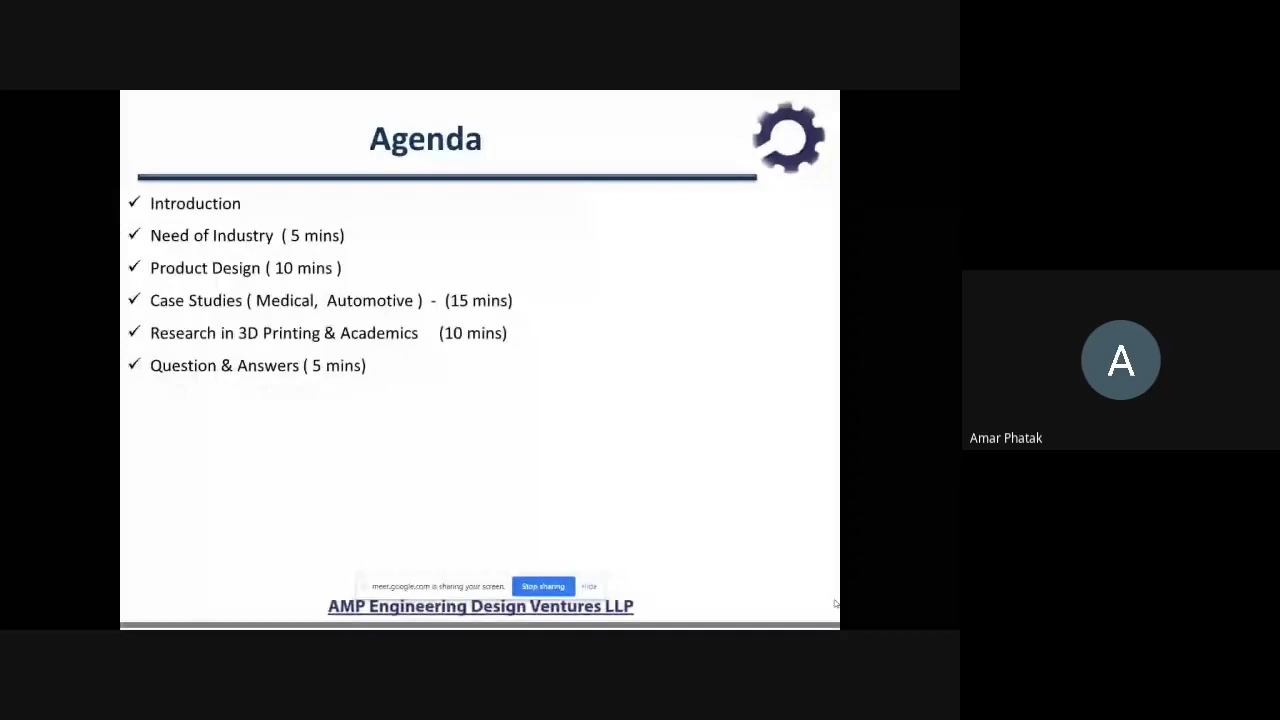 Agenda
✓ Introduction
✓ Need of Industry ( 5 mins)
✓ Product Design ( 10 mins )
✓ Case Studies ( Medical, Automotive ) - (15 mins)
✓ Research in 3D Printing & Academics (10 mins)
✓ Question & Answers ( 5 mins)
meet.google.com is sharing your screen. Stop sharing Hide
AMP Engineering Design Ventures LLP
A
Amar Phatak